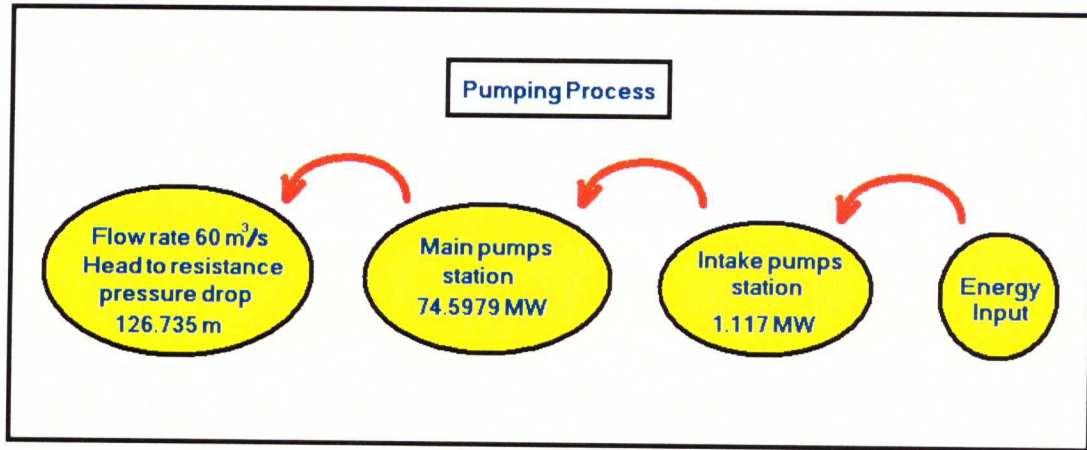 Pumping Process
Flow rate 60 m³/s
Head to resistance
pressure drop
126.735 m
Main pumps
station
74.5979 MW
Intake pumps
station
1.117 MW
Energy
Input